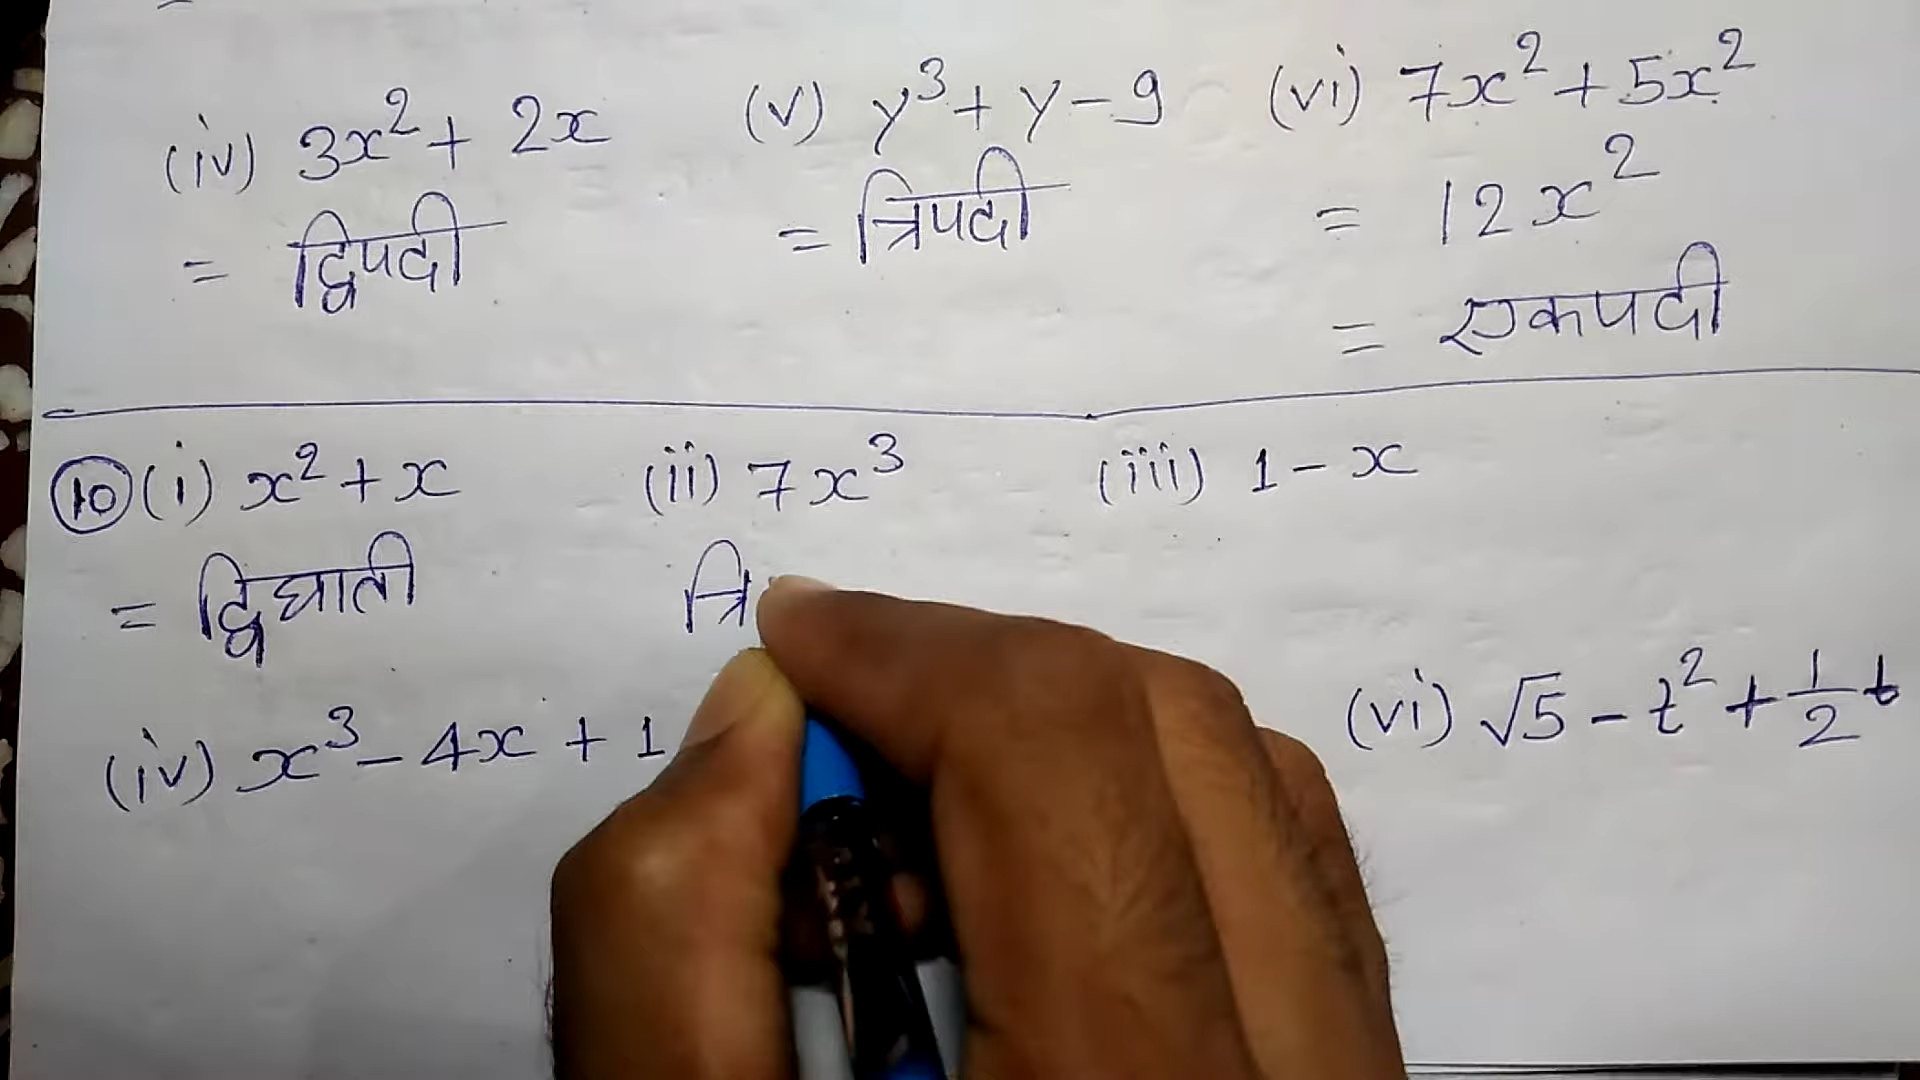 (iv) 3x² + 2x (v) y³ + y - 9 (vi) 7x² + 5x²
= द्विपदी = त्रिपदी = 12x²
= एकपदी
10 (i) x² + x (ii) 7x³ (iii) 1 - x
= द्विघाती त्रि
(iv) x³ - 4x + 1 (vi) √5 - t² + 1/2 t